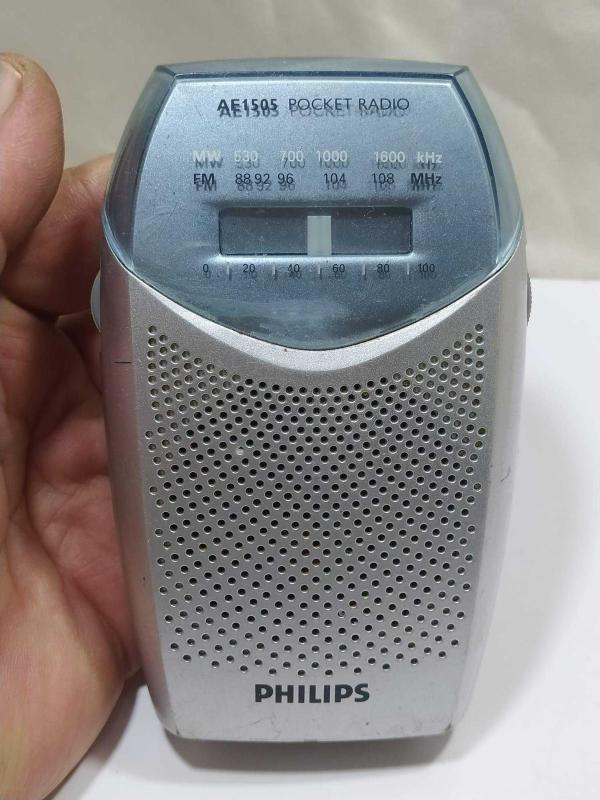 AE1505 POCKET RADIO
MW 530 700 1000 1600 kHz
FM 88 92 96 104 108 MHz
0 20 40 60 80 100
PHILIPS